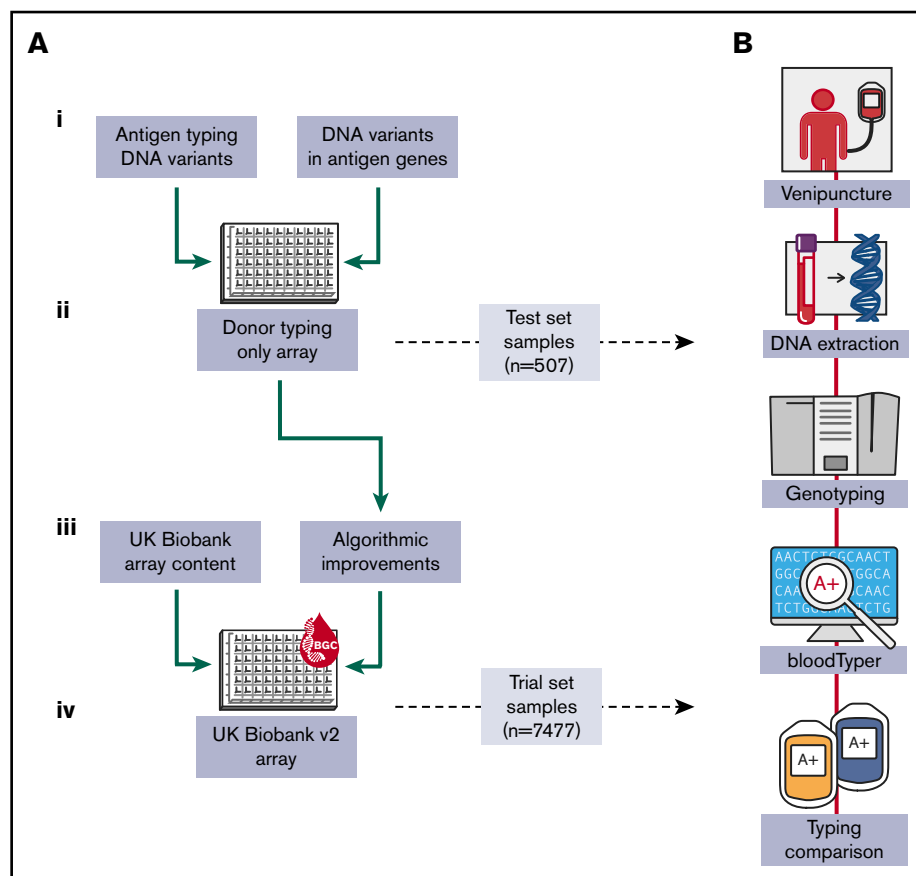 A
B
i
Antigen typing
DNA variants
DNA variants
in antigen genes
Venipuncture
ii
Donor typing
only array
Test set
samples
(n=507)
DNA extraction
Genotyping
iii
UK Biobank
array content
Algorithmic
improvements
BGC
iv
UK Biobank v2
array
Trial set
samples
(n=7477)
A+
bloodTyper
A+
A+
Typing
comparison